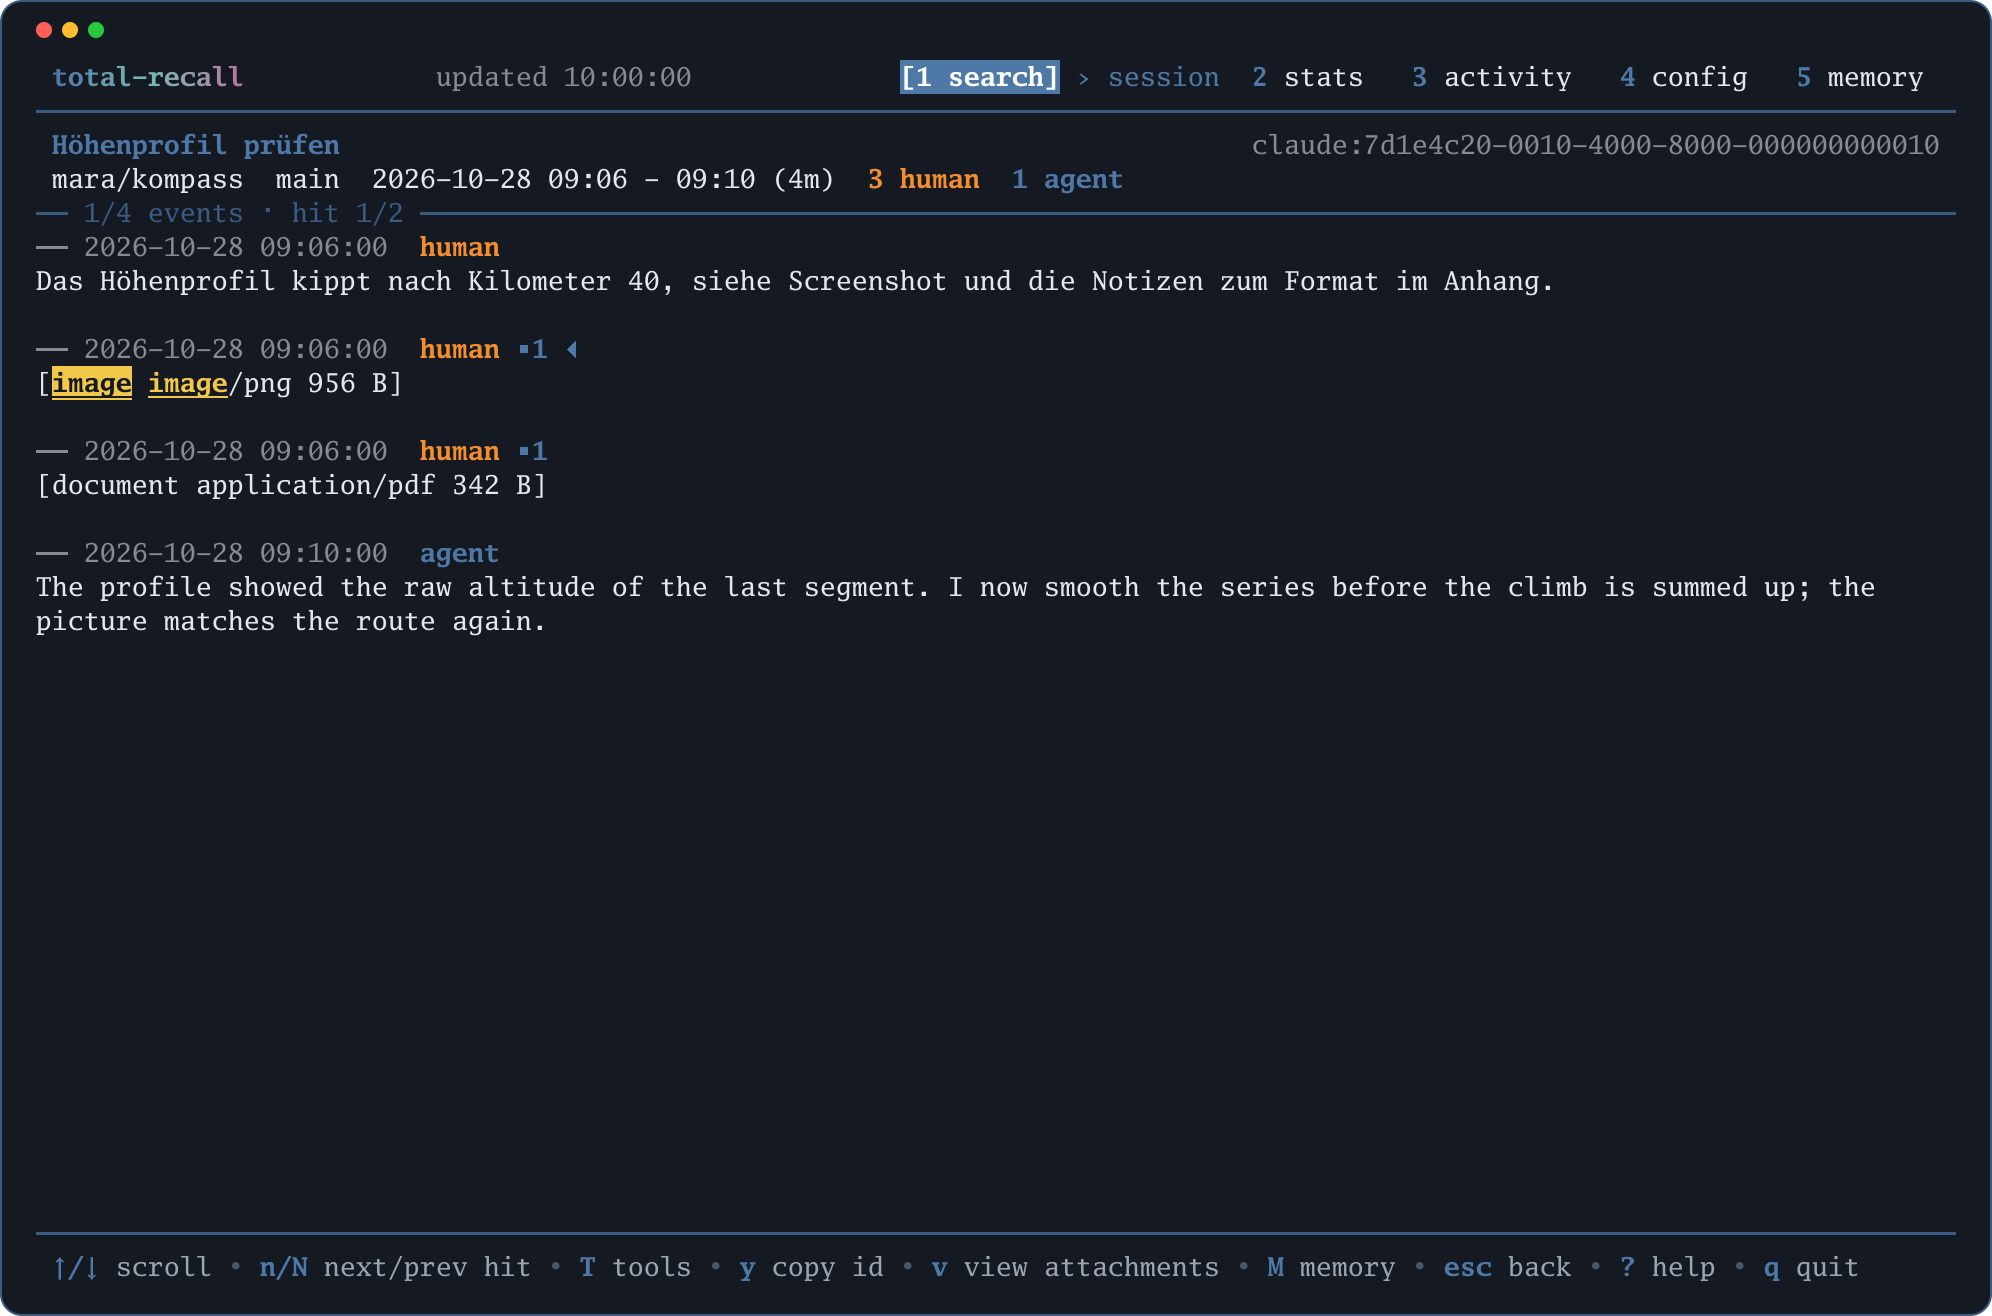 total-recall updated 10:00:00 [1 search] › session 2 stats 3 activity 4 config 5 memory
Höhenprofil prüfen claude:7d1e4c20-0010-4000-8000-000000000010
mara/kompass main 2026-10-28 09:06 – 09:10 (4m) 3 human 1 agent
── 1/4 events · hit 1/2
── 2026-10-28 09:06:00 human
Das Höhenprofil kippt nach Kilometer 40, siehe Screenshot und die Notizen zum Format im Anhang.
── 2026-10-28 09:06:00 human ▪1 ◂
[image image/png 956 B]
── 2026-10-28 09:06:00 human ▪1
[document application/pdf 342 B]
── 2026-10-28 09:10:00 agent
The profile showed the raw altitude of the last segment. I now smooth the series before the climb is summed up; the
picture matches the route again.
↑/↓ scroll • n/N next/prev hit • T tools • y copy id • v view attachments • M memory • esc back • ? help • q quit